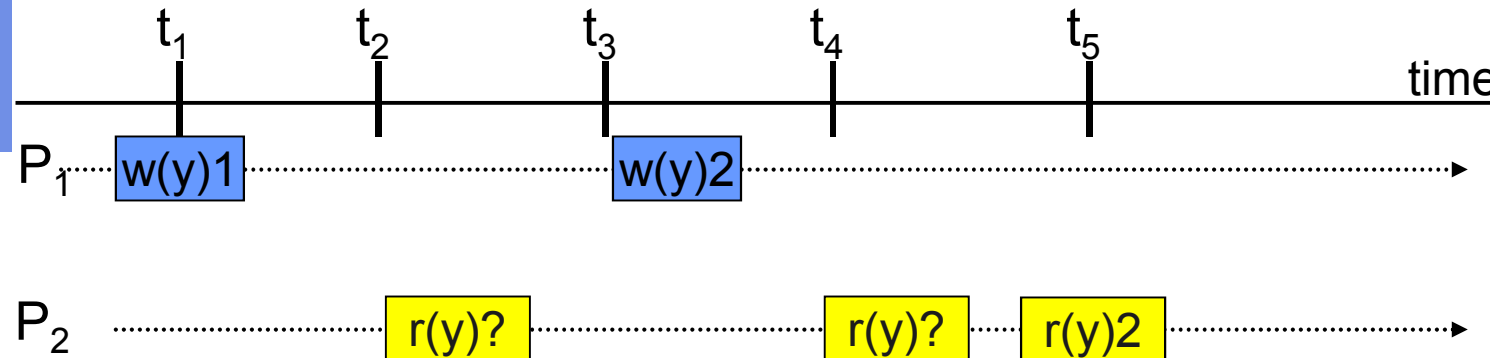 t₁ t₂ t₃ t₄ t₅
time
P₁ w(y)1 w(y)2
P₂ r(y)? r(y)? r(y)2